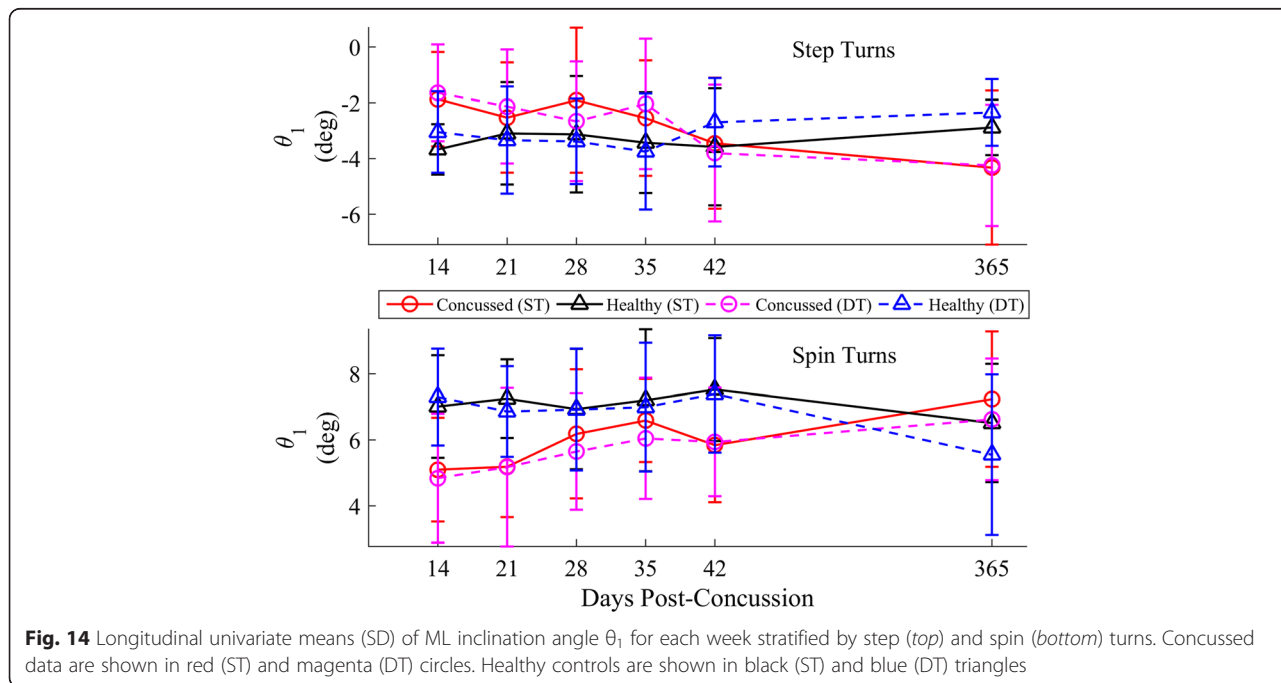 0
Step Turns
-2
θ1
(deg)
-4
-6
14 21 28 35 42 365
Concussed (ST) Healthy (ST) Concussed (DT) Healthy (DT)
Spin Turns
8
θ1
(deg)
6
4
14 21 28 35 42 365
Days Post-Concussion
Fig. 14 Longitudinal univariate means (SD) of ML inclination angle θ1 for each week stratified by step (top) and spin (bottom) turns. Concussed
data are shown in red (ST) and magenta (DT) circles. Healthy controls are shown in black (ST) and blue (DT) triangles